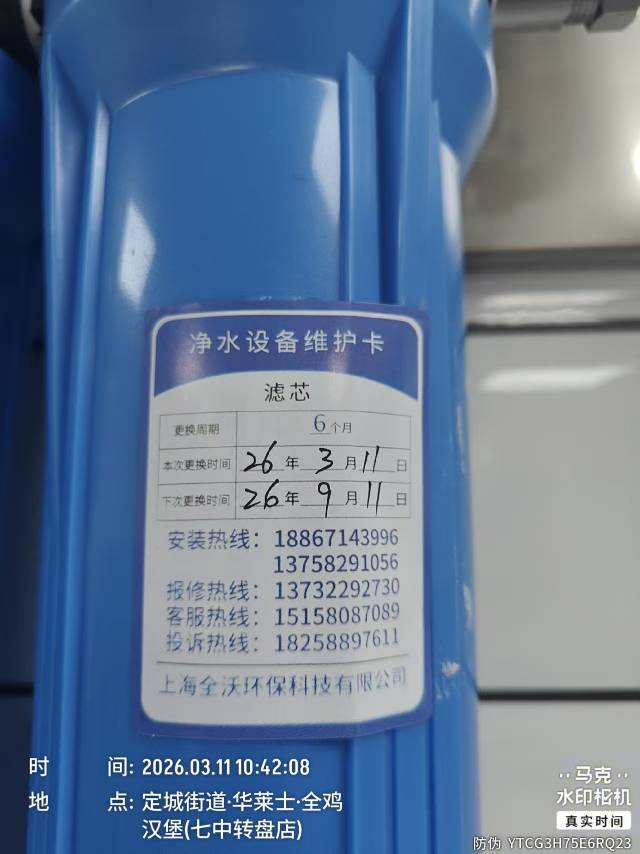 净水设备维护卡
滤芯
更换周期 6个月
本次更换时间 26年3月11日
下次更换时间 26年9月11日
安装热线：18867143996
13758291056
报修热线：13732292730
客服热线：15158087089
投诉热线：18258897611
上海全沃环保科技有限公司
时 间: 2026.03.11 10:42:08
地 点: 定城街道·华莱士·全鸡
汉堡(七中转盘店)
马克
水印相机
真实时间
防伪 YTCG3H75E6RQ23